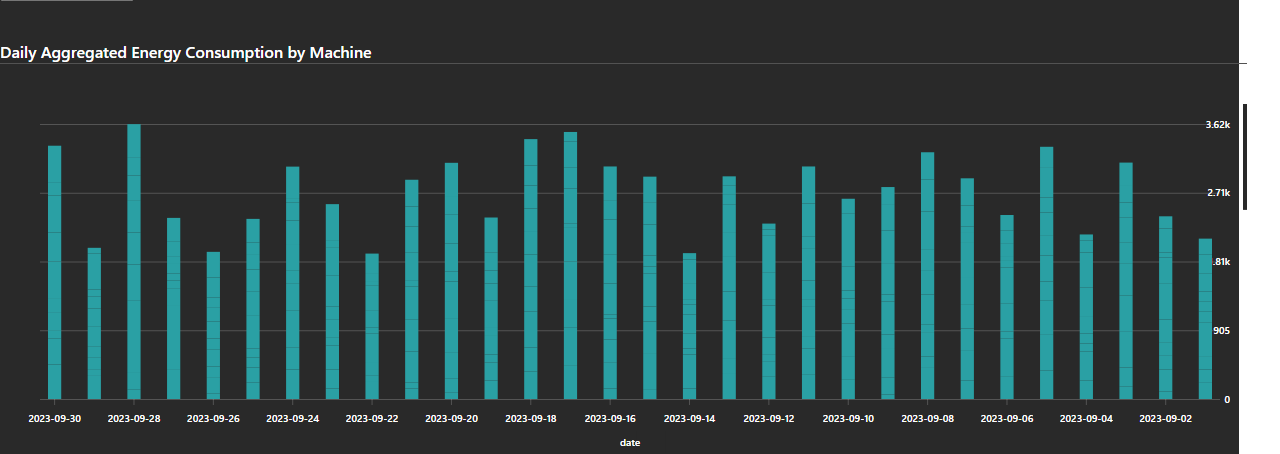 Daily Aggregated Energy Consumption by Machine
3.62k
2.71k
.81k
905
0
2023-09-30 2023-09-28 2023-09-26 2023-09-24 2023-09-22 2023-09-20 2023-09-18 2023-09-16 2023-09-14 2023-09-12 2023-09-10 2023-09-08 2023-09-06 2023-09-04 2023-09-02
date